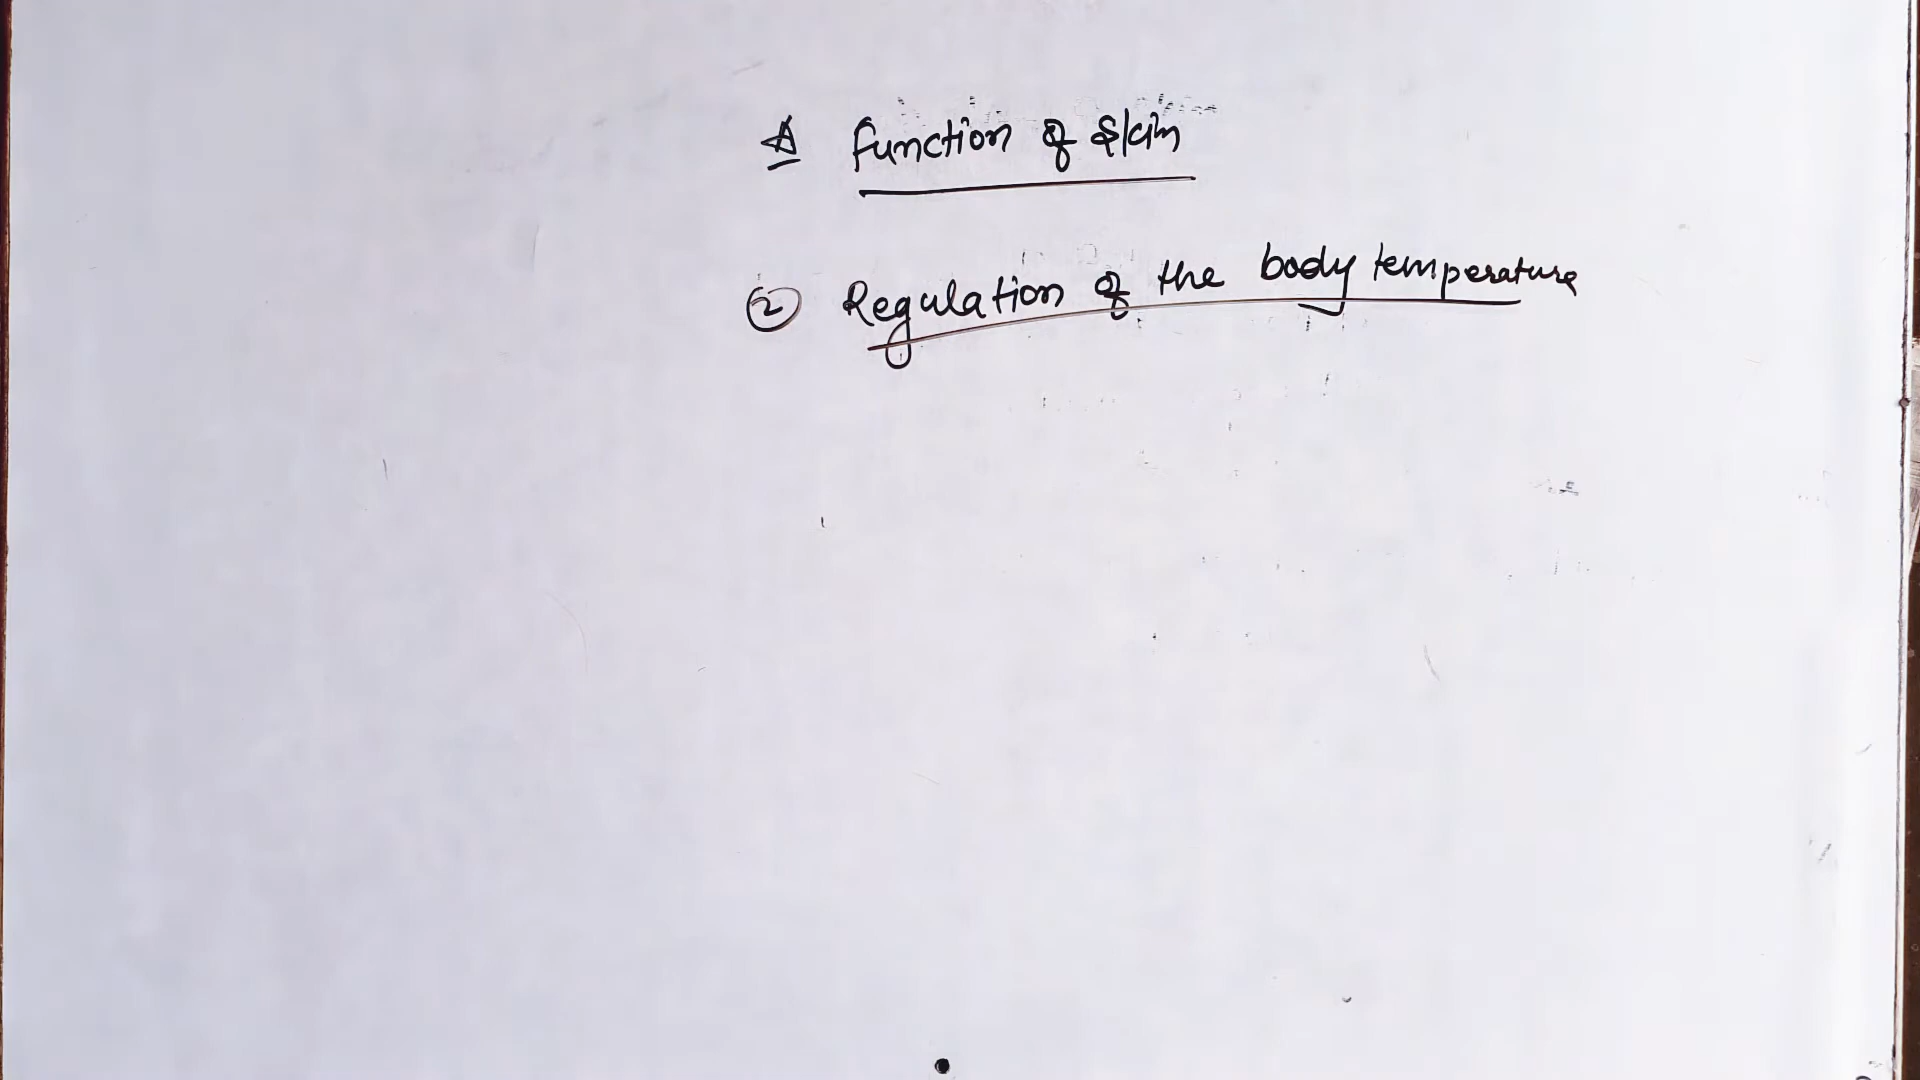 ☆ Function of Skin
② Regulation of the body temperature